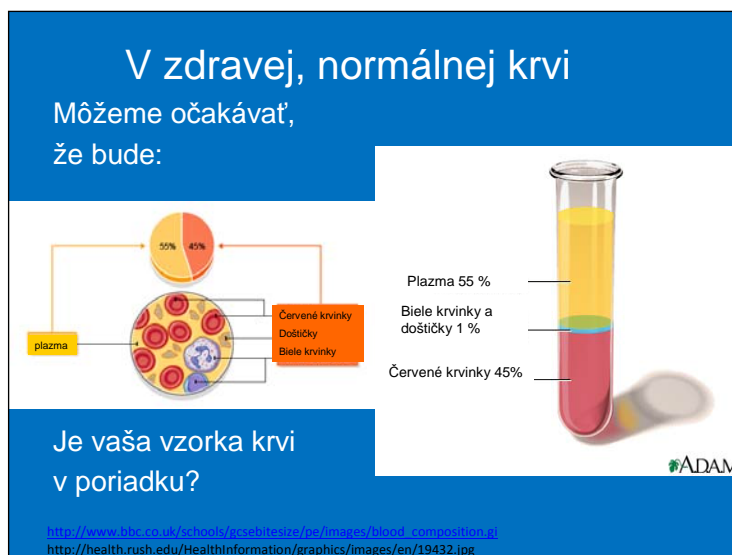 V zdravej, normálnej krvi
Môžeme očakávať,
že bude:
55%
45%
plazma
Červené krvinky
Doštičky
Biele krvinky
Plazma 55 %
Biele krvinky a
doštičky 1 %
Červené krvinky 45%
ADAM
Je vaša vzorka krvi
v poriadku?
http://www.bbc.co.uk/schools/gcsebitesize/pe/images/blood_composition.gi
http://health.rush.edu/HealthInformation/graphics/images/en/19432.jpg